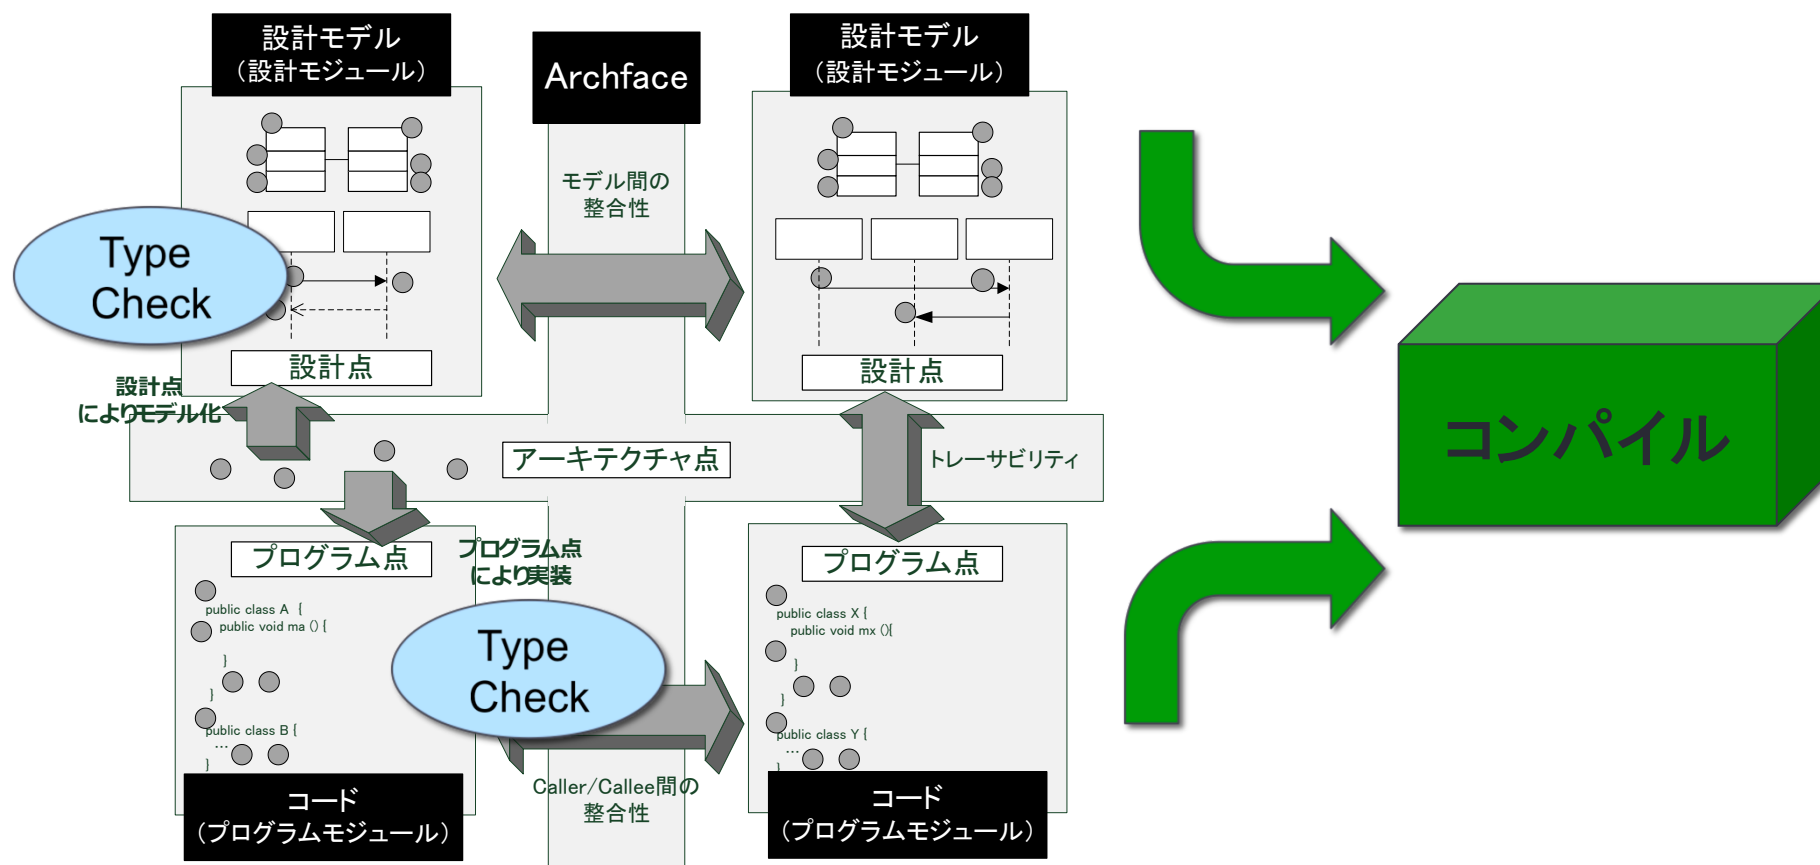 設計モデル
（設計モジュール）
Archface
設計モデル
（設計モジュール）
モデル間の
整合性
Type
Check
設計点
設計点
設計点
によりモデル化
アーキテクチャ点
トレーサビリティ
コンパイル
プログラム点
プログラム点
により実装
プログラム点
public class A {
public void ma () {
}
}
public class B {
...
}
Type
Check
public class X {
public void mx (){
}
}
public class Y {
...
}
Caller/Callee間の
整合性
コード
（プログラムモジュール）
コード
（プログラムモジュール）